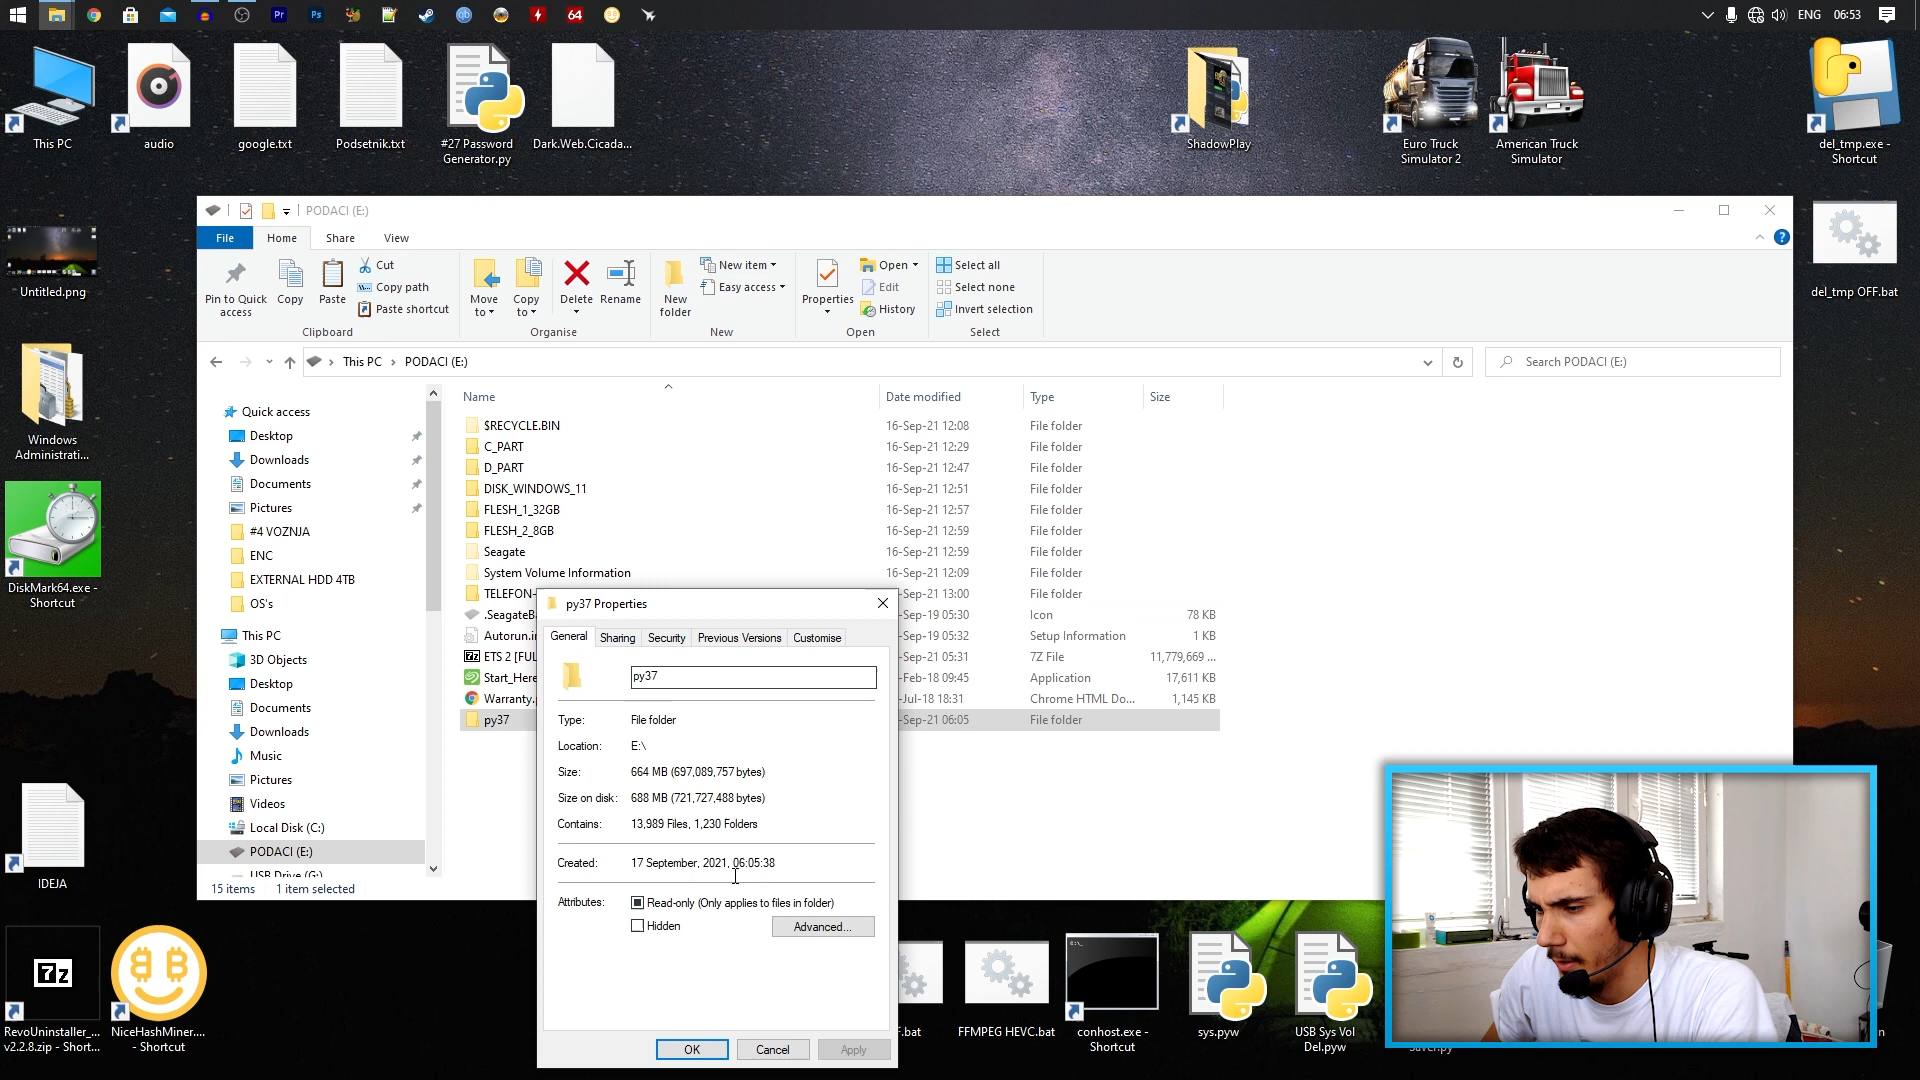 ENG
06:53
This PC
audio
google.txt
Podsetnik.txt
#27 Password
Generator.py
Dark.Web.Cicada...
ShadowPlay
Euro Truck
Simulator 2
American Truck
Simulator
del_tmp.exe -
Shortcut
Untitled.png
Windows
Administrati...
DiskMark64.exe -
Shortcut
IDEJA
RevoUninstaller_...
v2.2.8.zip - Short...
NiceHashMiner....
- Shortcut
del_tmp OFF.bat
F.bat
FFMPEG HEVC.bat
conhost.exe -
Shortcut
sys.pyw
USB Sys Vol
Del.pyw
Pr
Ps
64
7z
PODACI (E:)
File
Home
Share
View
Pin to Quick
access
Copy
Paste
Cut
Copy path
Paste shortcut
Clipboard
Move
to
Copy
to
Delete
Rename
Organise
New
folder
New item
Easy access
New
Properties
Open
Edit
History
Open
Select all
Select none
Invert selection
Select
This PC
PODACI (E:)
Search PODACI (E:)
Quick access
Desktop
Downloads
Documents
Pictures
#4 VOZNJA
ENC
EXTERNAL HDD 4TB
OS's
This PC
3D Objects
Desktop
Documents
Downloads
Music
Pictures
Videos
Local Disk (C:)
PODACI (E:)
USB Drive (G:)
Name Date modified Type Size
$RECYCLE.BIN 16-Sep-21 12:08 File folder
C_PART 16-Sep-21 12:29 File folder
D_PART 16-Sep-21 12:47 File folder
DISK_WINDOWS_11 16-Sep-21 12:51 File folder
FLESH_1_32GB 16-Sep-21 12:57 File folder
FLESH_2_8GB 16-Sep-21 12:59 File folder
Seagate 16-Sep-21 12:59 File folder
System Volume Information 16-Sep-21 12:09 File folder
TELEFON- -Sep-21 13:00 File folder
.SeagateBa -Sep-19 05:30 Icon 78 KB
Autorun.in -Sep-19 05:32 Setup Information 1 KB
ETS 2 [FUL -Sep-21 05:31 7Z File 11,779,669 ...
Start_Here -Feb-18 09:45 Application 17,611 KB
Warranty. -Jul-18 18:31 Chrome HTML Do... 1,145 KB
py37 -Sep-21 06:05 File folder
15 items 1 item selected
py37 Properties
General Sharing Security Previous Versions Customise
py37
Type: File folder
Location: E:\
Size: 664 MB (697,089,757 bytes)
Size on disk: 688 MB (721,727,488 bytes)
Contains: 13,989 Files, 1,230 Folders
Created: 17 September, 2021, 06:05:38
Attributes: Read-only (Only applies to files in folder)
Hidden
Advanced...
OK Cancel Apply